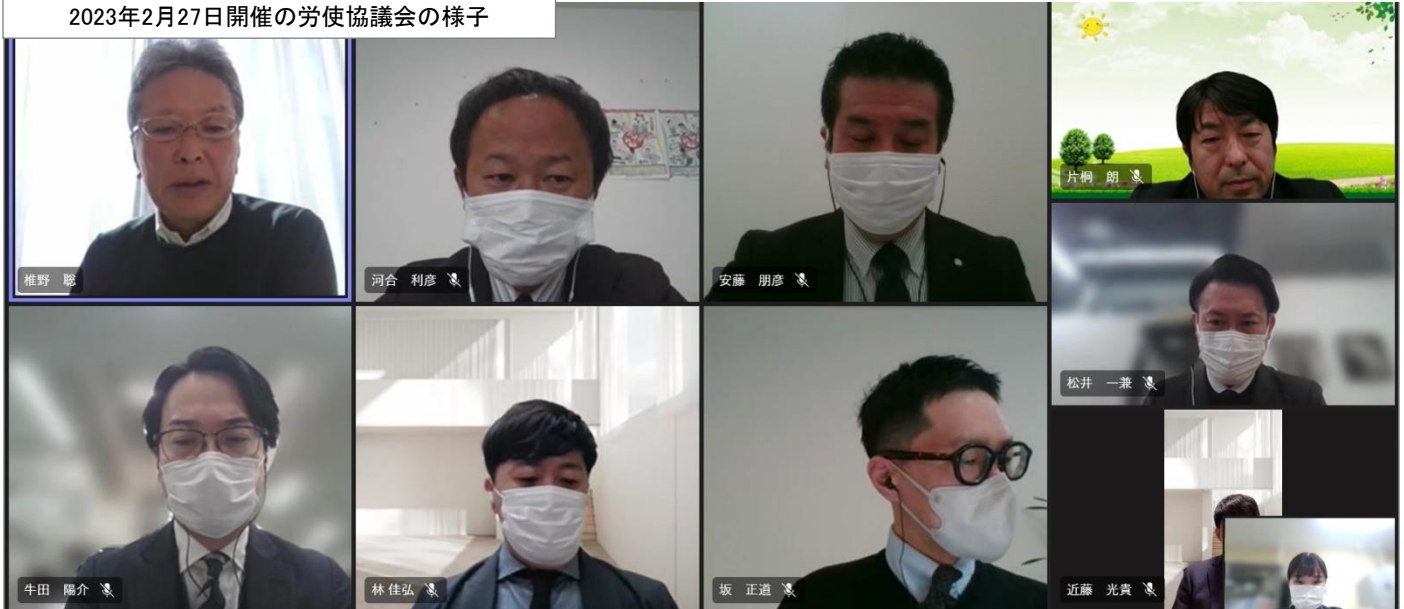 2023年2月27日開催の労使協議会の様子
椎野 聡
河合 利彦
安藤 朋彦
片桐 朗
松井 一兼
牛田 陽介
林 佳弘
坂 正道
近藤 光貴